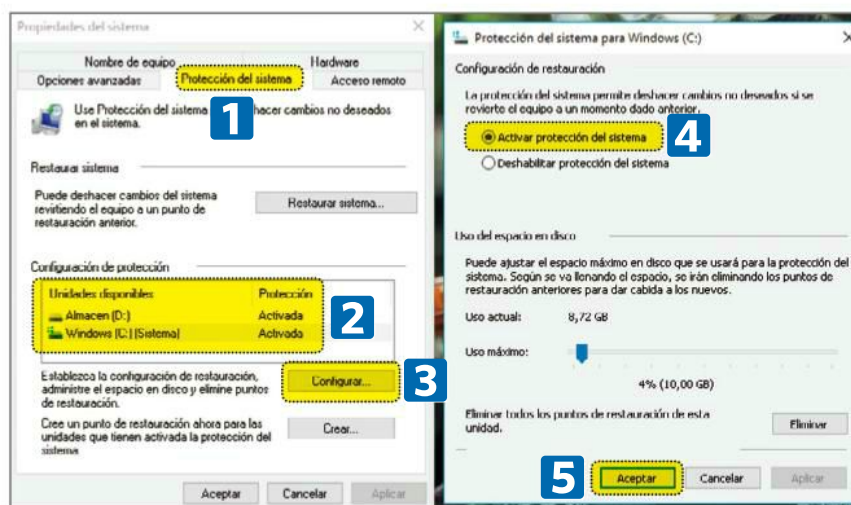 Propiedades del sistema
Nombre de equipo
Hardware
Opciones avanzadas
Protección del sistema
Acceso remoto
1
Use Protección del sistema hacer cambios no deseados
en el sistema.
Restaurar sistema
Puede deshacer cambios del sistema
revirtiendo el equipo a un punto de
restauración anterior.
Restaurar sistema...
Configuración de protección
Unidades disponibles Protección
Almacen (D:) Activada
Windows (C:) (Sistema) Activada
2
Establezca la configuración de restauración,
administre el espacio en disco y elimine puntos
de restauración.
Configurar...
3
Cree un punto de restauración ahora para las
unidades que tienen activada la protección del
sistema
Crear...
Aceptar
Cancelar
Aplicar
Protección del sistema para Windows (C:)
Configuración de restauración
La protección del sistema permite deshacer cambios no deseados si se
revierte el equipo a un momento dado anterior.
Activar protección del sistema
4
Deshabilitar protección del sistema
Uso del espacio en disco
Puede ajustar el espacio máximo en disco que se usará para la protección del
sistema. Según se va llenando el espacio, se irán eliminando los puntos de
restauración anteriores para dar cabida a los nuevos.
Uso actual: 8,72 GB
Uso máximo:
4% (10,00 GB)
Eliminar todos los puntos de restauración de esta
unidad.
Eliminar
5
Aceptar
Cancelar
Aplicar